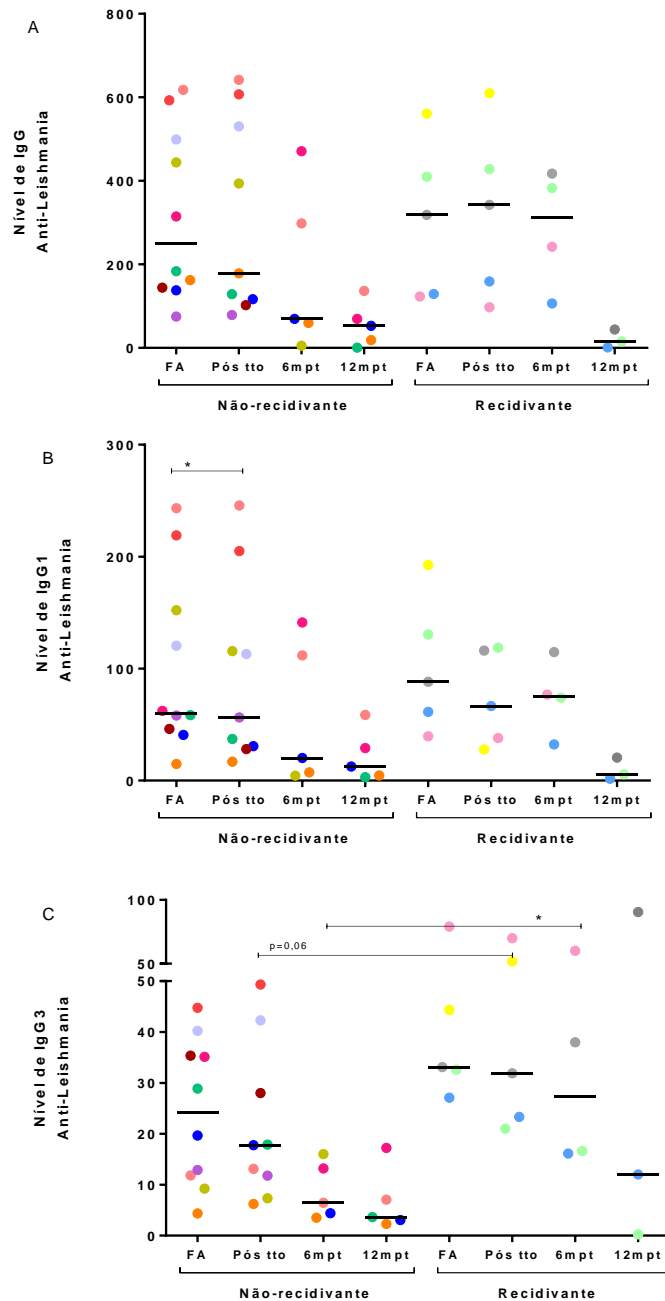 A
Nível de IgG
Anti-Leishmania
800
600
400
200
0
FA Pós tto 6mpt 12mpt FA Pós tto 6mpt 12mpt
Não-recidivante Recidivante
B
Nível de IgG1
Anti-Leishmania
300
200
100
0
*
FA Pós tto 6mpt 12mpt FA Pós tto 6mpt 12mpt
Não-recidivante Recidivante
C
Nível de IgG3
Anti-Leishmania
100
50
50
40
30
20
10
0
*
p=0,06
FA Pós tto 6mpt 12mpt FA Pós tto 6mpt 12mpt
Não-recidivante Recidivante